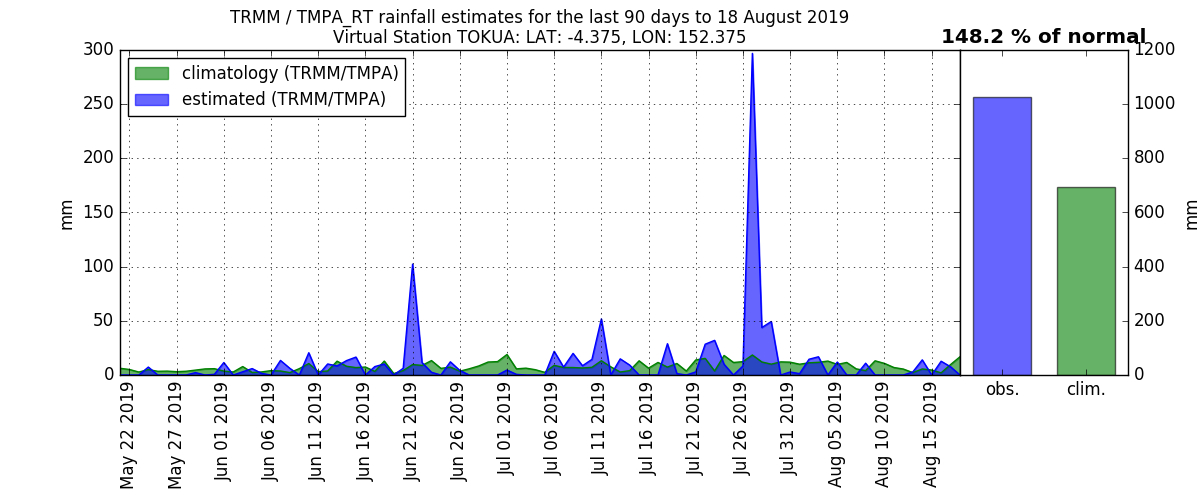 TRMM / TMPA_RT rainfall estimates for the last 90 days to 18 August 2019
Virtual Station TOKUA: LAT: -4.375, LON: 152.375
148.2 % of normal
climatology (TRMM/TMPA)
estimated (TRMM/TMPA)
300
250
200
150
100
50
0
mm
May 22 2019
May 27 2019
Jun 01 2019
Jun 06 2019
Jun 11 2019
Jun 16 2019
Jun 21 2019
Jun 26 2019
Jul 01 2019
Jul 06 2019
Jul 11 2019
Jul 16 2019
Jul 21 2019
Jul 26 2019
Jul 31 2019
Aug 05 2019
Aug 10 2019
Aug 15 2019
obs.
clim.
1200
1000
800
600
400
200
0
mm